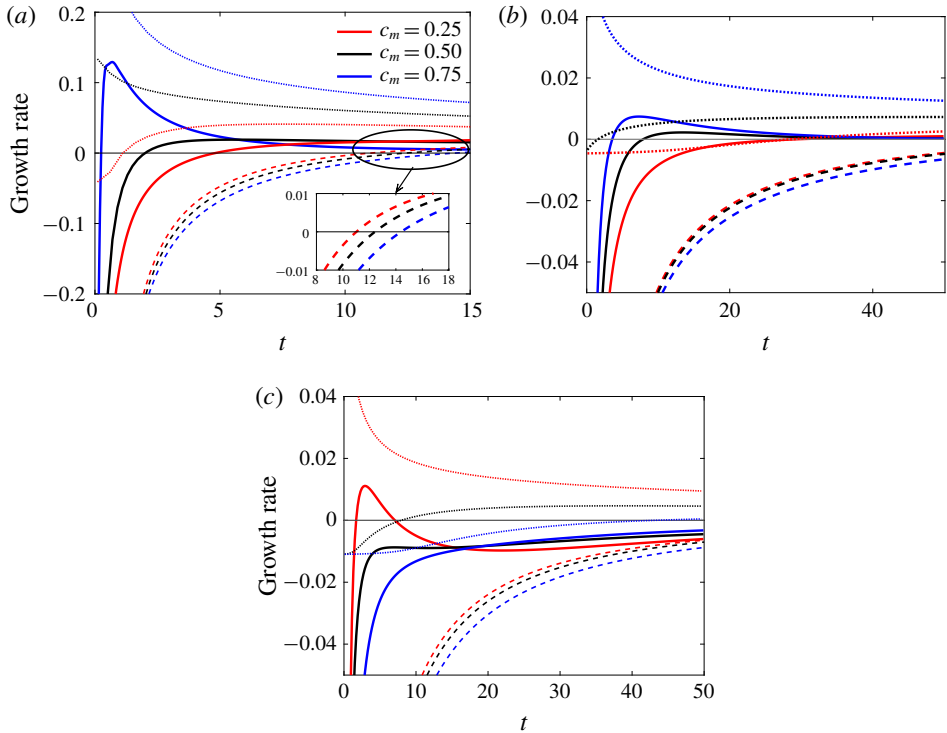 (a)
0.2
0.1
0
−0.1
−0.2
Growth rate
c_m = 0.25
c_m = 0.50
c_m = 0.75
0.01
0
−0.01
8 10 12 14 16 18
0 5 10 15
t
(b)
0.04
0.02
0
−0.02
−0.04
0 20 40
t
(c)
0.04
0.02
0
−0.02
−0.04
Growth rate
0 10 20 30 40 50
t